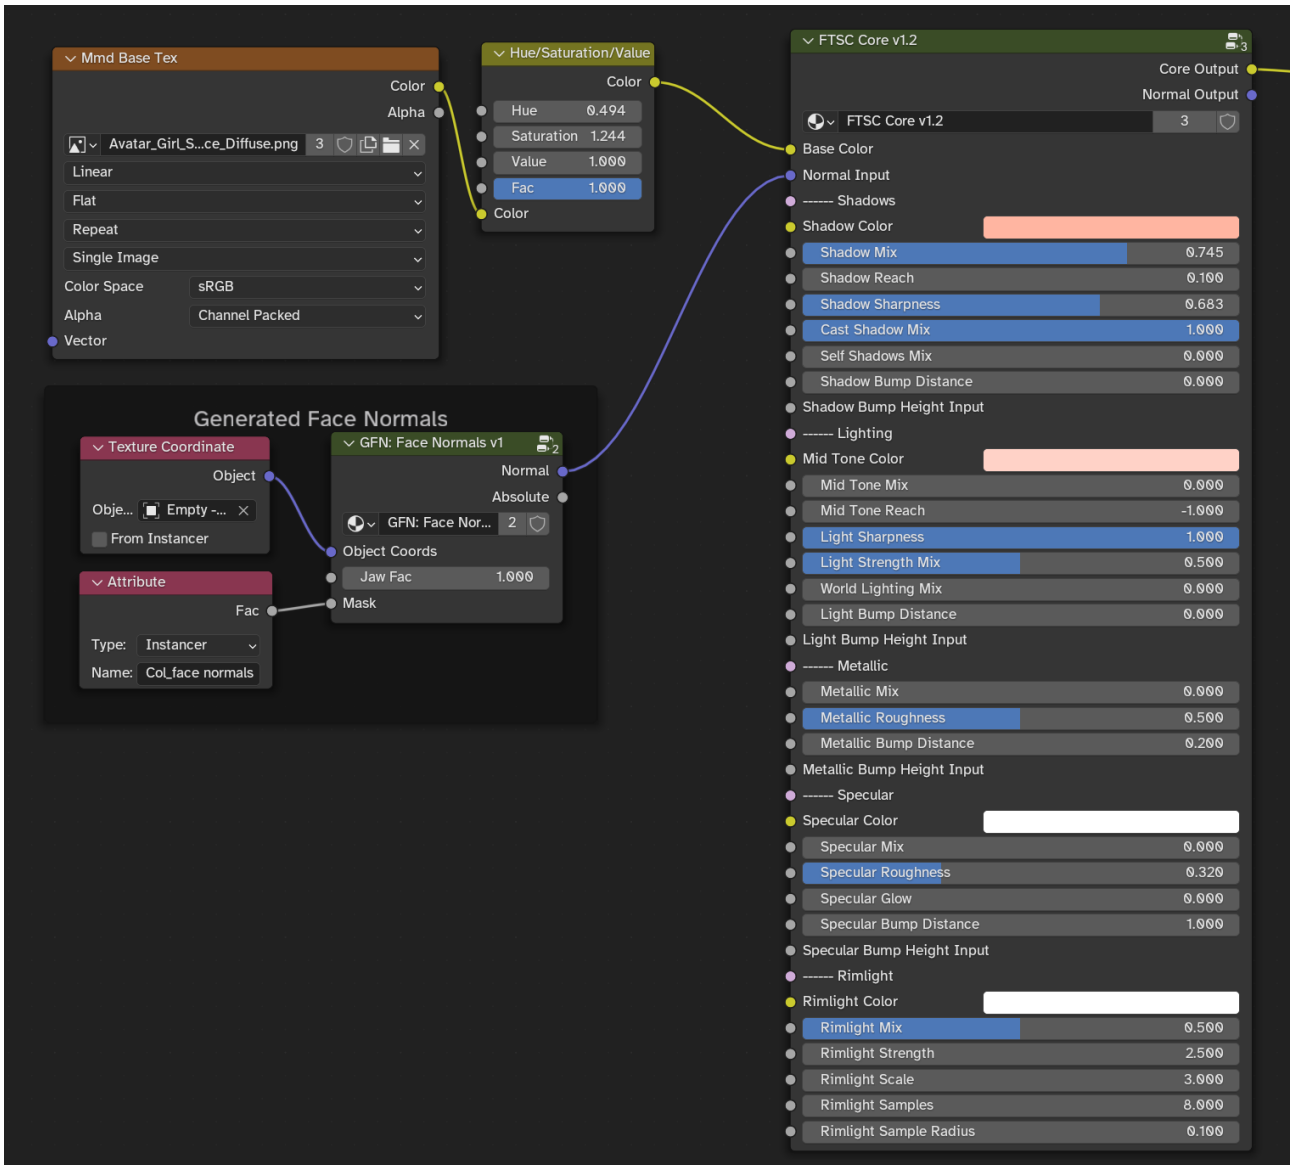 Mmd Base Tex
Color
Alpha
Avatar_Girl_S...ce_Diffuse.png 3
Linear
Flat
Repeat
Single Image
Color Space sRGB
Alpha Channel Packed
Vector
Hue/Saturation/Value
Color
Hue 0.494
Saturation 1.244
Value 1.000
Fac 1.000
Color
Generated Face Normals
Texture Coordinate
Object
Obje... Empty -...
From Instancer
Attribute
Fac
Type: Instancer
Name: Col_face normals
GFN: Face Normals v1
2
Normal
Absolute
GFN: Face Nor... 2
Object Coords
Jaw Fac 1.000
Mask
FTSC Core v1.2
3
Core Output
Normal Output
FTSC Core v1.2 3
Base Color
Normal Input
------ Shadows
Shadow Color
Shadow Mix 0.745
Shadow Reach 0.100
Shadow Sharpness 0.683
Cast Shadow Mix 1.000
Self Shadows Mix 0.000
Shadow Bump Distance 0.000
Shadow Bump Height Input
------ Lighting
Mid Tone Color
Mid Tone Mix 0.000
Mid Tone Reach -1.000
Light Sharpness 1.000
Light Strength Mix 0.500
World Lighting Mix 0.000
Light Bump Distance 0.000
Light Bump Height Input
------ Metallic
Metallic Mix 0.000
Metallic Roughness 0.500
Metallic Bump Distance 0.200
Metallic Bump Height Input
------ Specular
Specular Color
Specular Mix 0.000
Specular Roughness 0.320
Specular Glow 0.000
Specular Bump Distance 1.000
Specular Bump Height Input
------ Rimlight
Rimlight Color
Rimlight Mix 0.500
Rimlight Strength 2.500
Rimlight Scale 3.000
Rimlight Samples 8.000
Rimlight Sample Radius 0.100